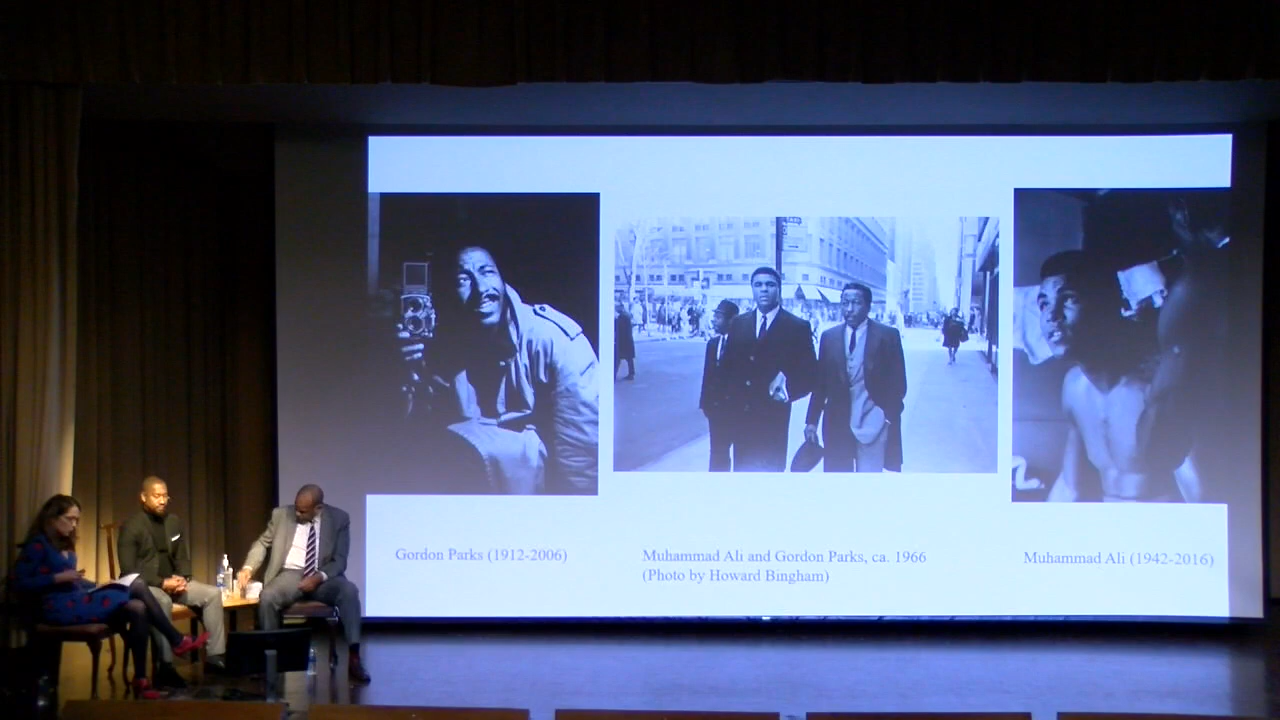 Gordon Parks (1912-2006)
Muhammad Ali and Gordon Parks, ca. 1966
(Photo by Howard Bingham)
Muhammad Ali (1942-2016)